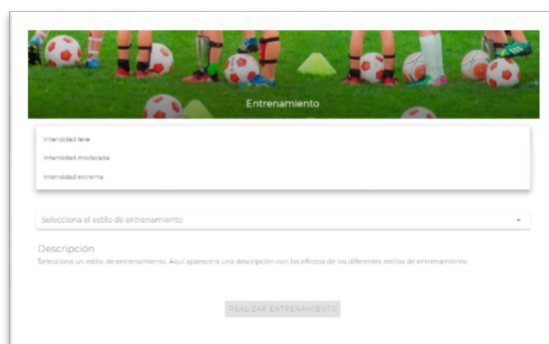 Entrenamiento
Intensidad leve
Intensidad moderada
Intensidad extrema
Selecciona el estilo de entrenamiento
Descripción
Selecciona un estilo de entrenamiento. Aquí aparecerá una descripción con los efectos de los diferentes estilos de entrenamiento.
REALIZAR ENTRENAMIENTO